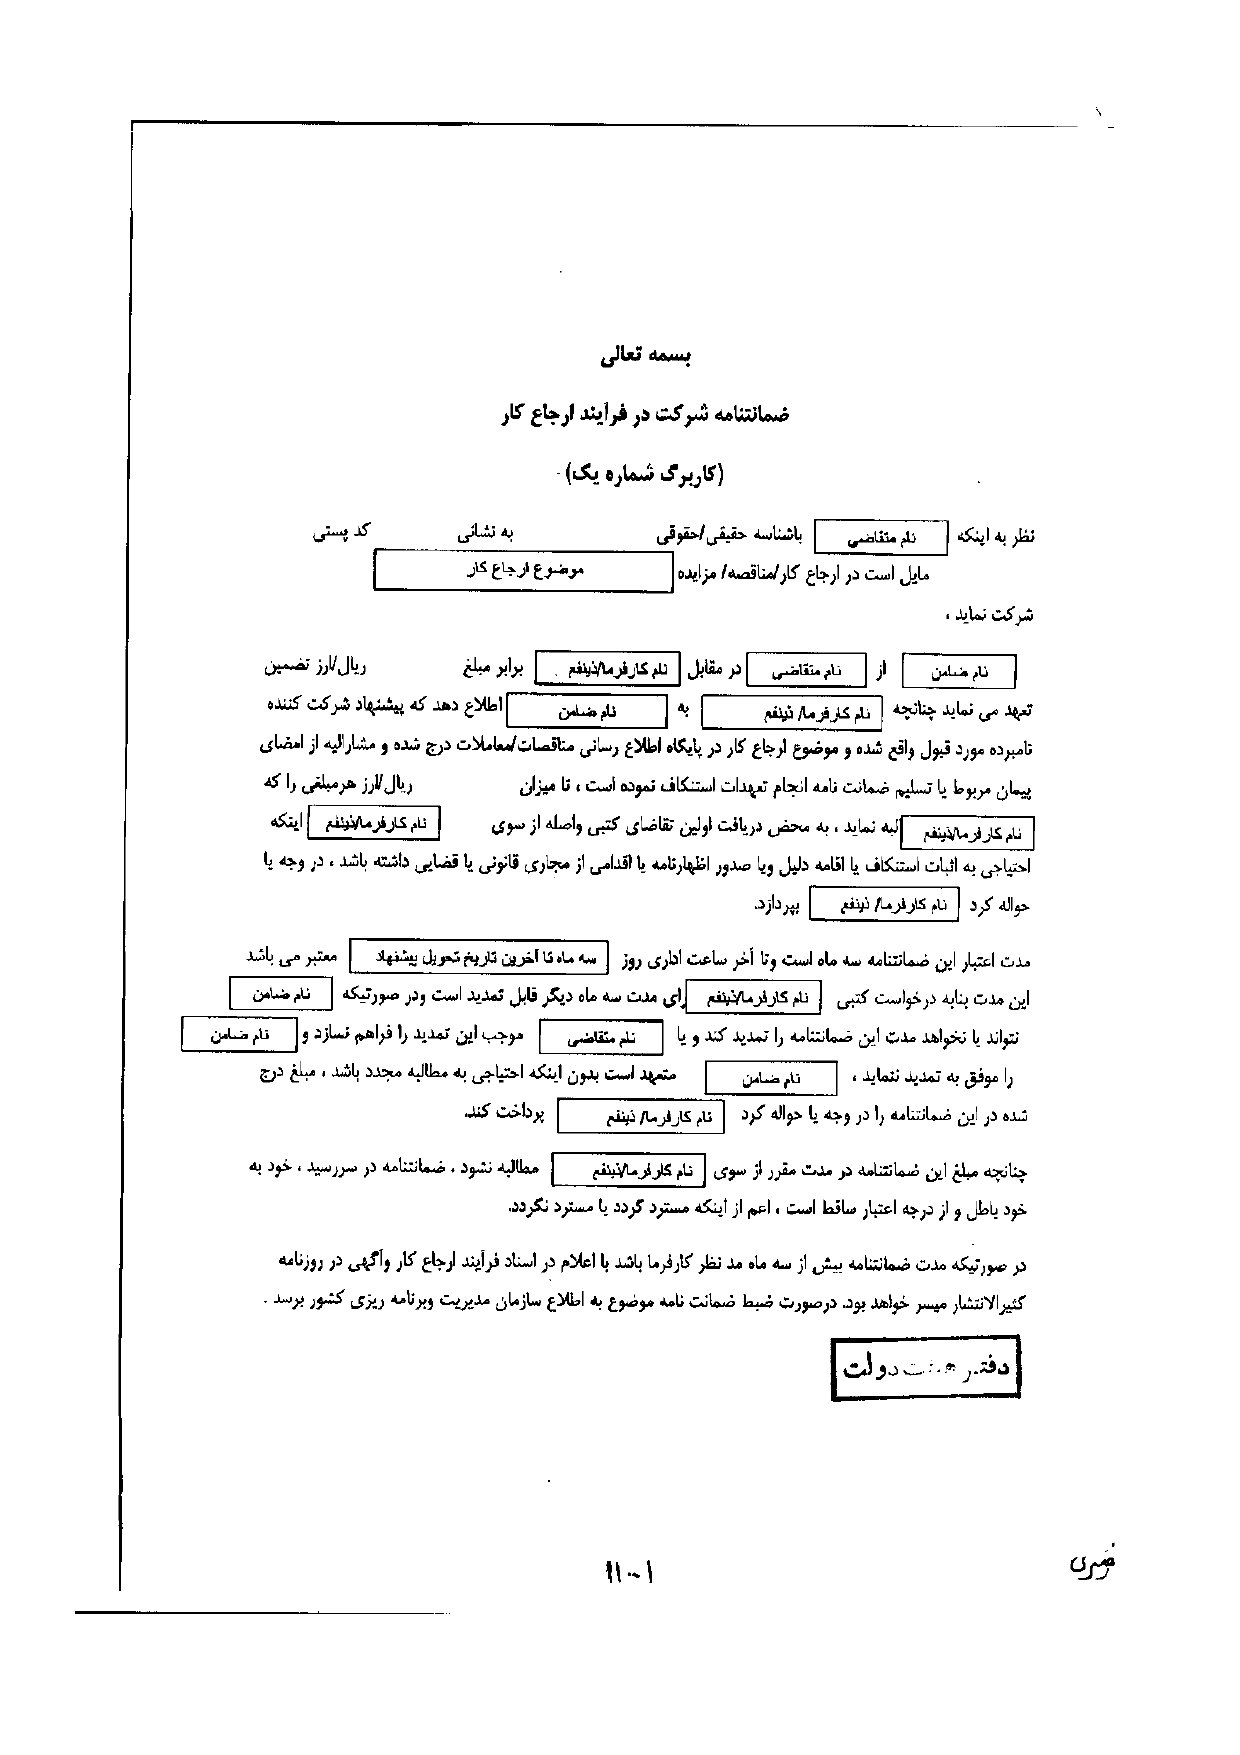 بسمه تعالی
ضمانتنامه شرکت در فرآیند ارجاع کار
(کاربرگ شماره یک)
نظر به اینکه نام متقاضی باشناسه حقیقی/حقوقی به نشانی کد پستی
مایل است در ارجاع کار/مناقصه/ مزایده موضوع ارجاع کار
شرکت نماید ،
نام ضامن از نام متقاضی در مقابل نام کارفرما/ذینفع برابر مبلغ ریال/ارز تضمین
تعهد می نماید چنانچه نام کارفرما/ ذینفع به نام ضامن اطلاع دهد که پیشنهاد شرکت کننده
نامبرده مورد قبول واقع شده و موضوع ارجاع کار در پایگاه اطلاع رسانی مناقصات/معاملات درج شده و مشارالیه از امضای
پیمان مربوط یا تسلیم ضمانت نامه انجام تعهدات استنکاف نموده است ، تا میزان ریال/ارز هرمبلغی را که
نام کارفرما/ذینفع لبه نماید ، به محض دریافت اولین تقاضای کتبی واصله از سوی نام کارفرما/ذینفع اینکه
احتیاجی به اثبات استنکاف یا اقامه دلیل ویا صدور اظهارنامه یا اقدامی از مجاری قانونی یا قضایی داشته باشد ، در وجه یا
حواله کرد نام کارفرما/ ذینفع بپردازد.
مدت اعتبار این ضمانتنامه سه ماه است وتا آخر ساعت اداری روز سه ماه تا آخرین تاریخ تحویل پیشنهاد معتبر می باشد
این مدت بنابه درخواست کتبی نام کارفرما/ذینفع رای مدت سه ماه دیگر قابل تمدید است ودر صورتیکه نام ضامن
نتواند یا نخواهد مدت این ضمانتنامه را تمدید کند و یا نام متقاضی موجب این تمدید را فراهم نسازد و نام ضامن
را موفق به تمدید ننماید ، نام ضامن متعهد است بدون اینکه احتیاجی به مطالبه مجدد باشد ، مبلغ درج
شده در این ضمانتنامه را در وجه یا حواله کرد نام کارفرما/ ذینفع پرداخت کند.
چنانچه مبلغ این ضمانتنامه در مدت مقرر از سوی نام کارفرما/ذینفع مطالبه نشود ، ضمانتنامه در سررسید ، خود به
خود باطل و از درجه اعتبار ساقط است ، اعم از اینکه مسترد گردد یا مسترد نگردد.
در صورتیکه مدت ضمانتنامه بیش از سه ماه مد نظر کارفرما باشد با اعلام در اسناد فرآیند ارجاع کار وآگهی در روزنامه
کثیرالانتشار میسر خواهد بود. درصورت ضبط ضمانت نامه موضوع به اطلاع سازمان مدیریت وبرنامه ریزی کشور برسد .
دفتر هیئت دولت